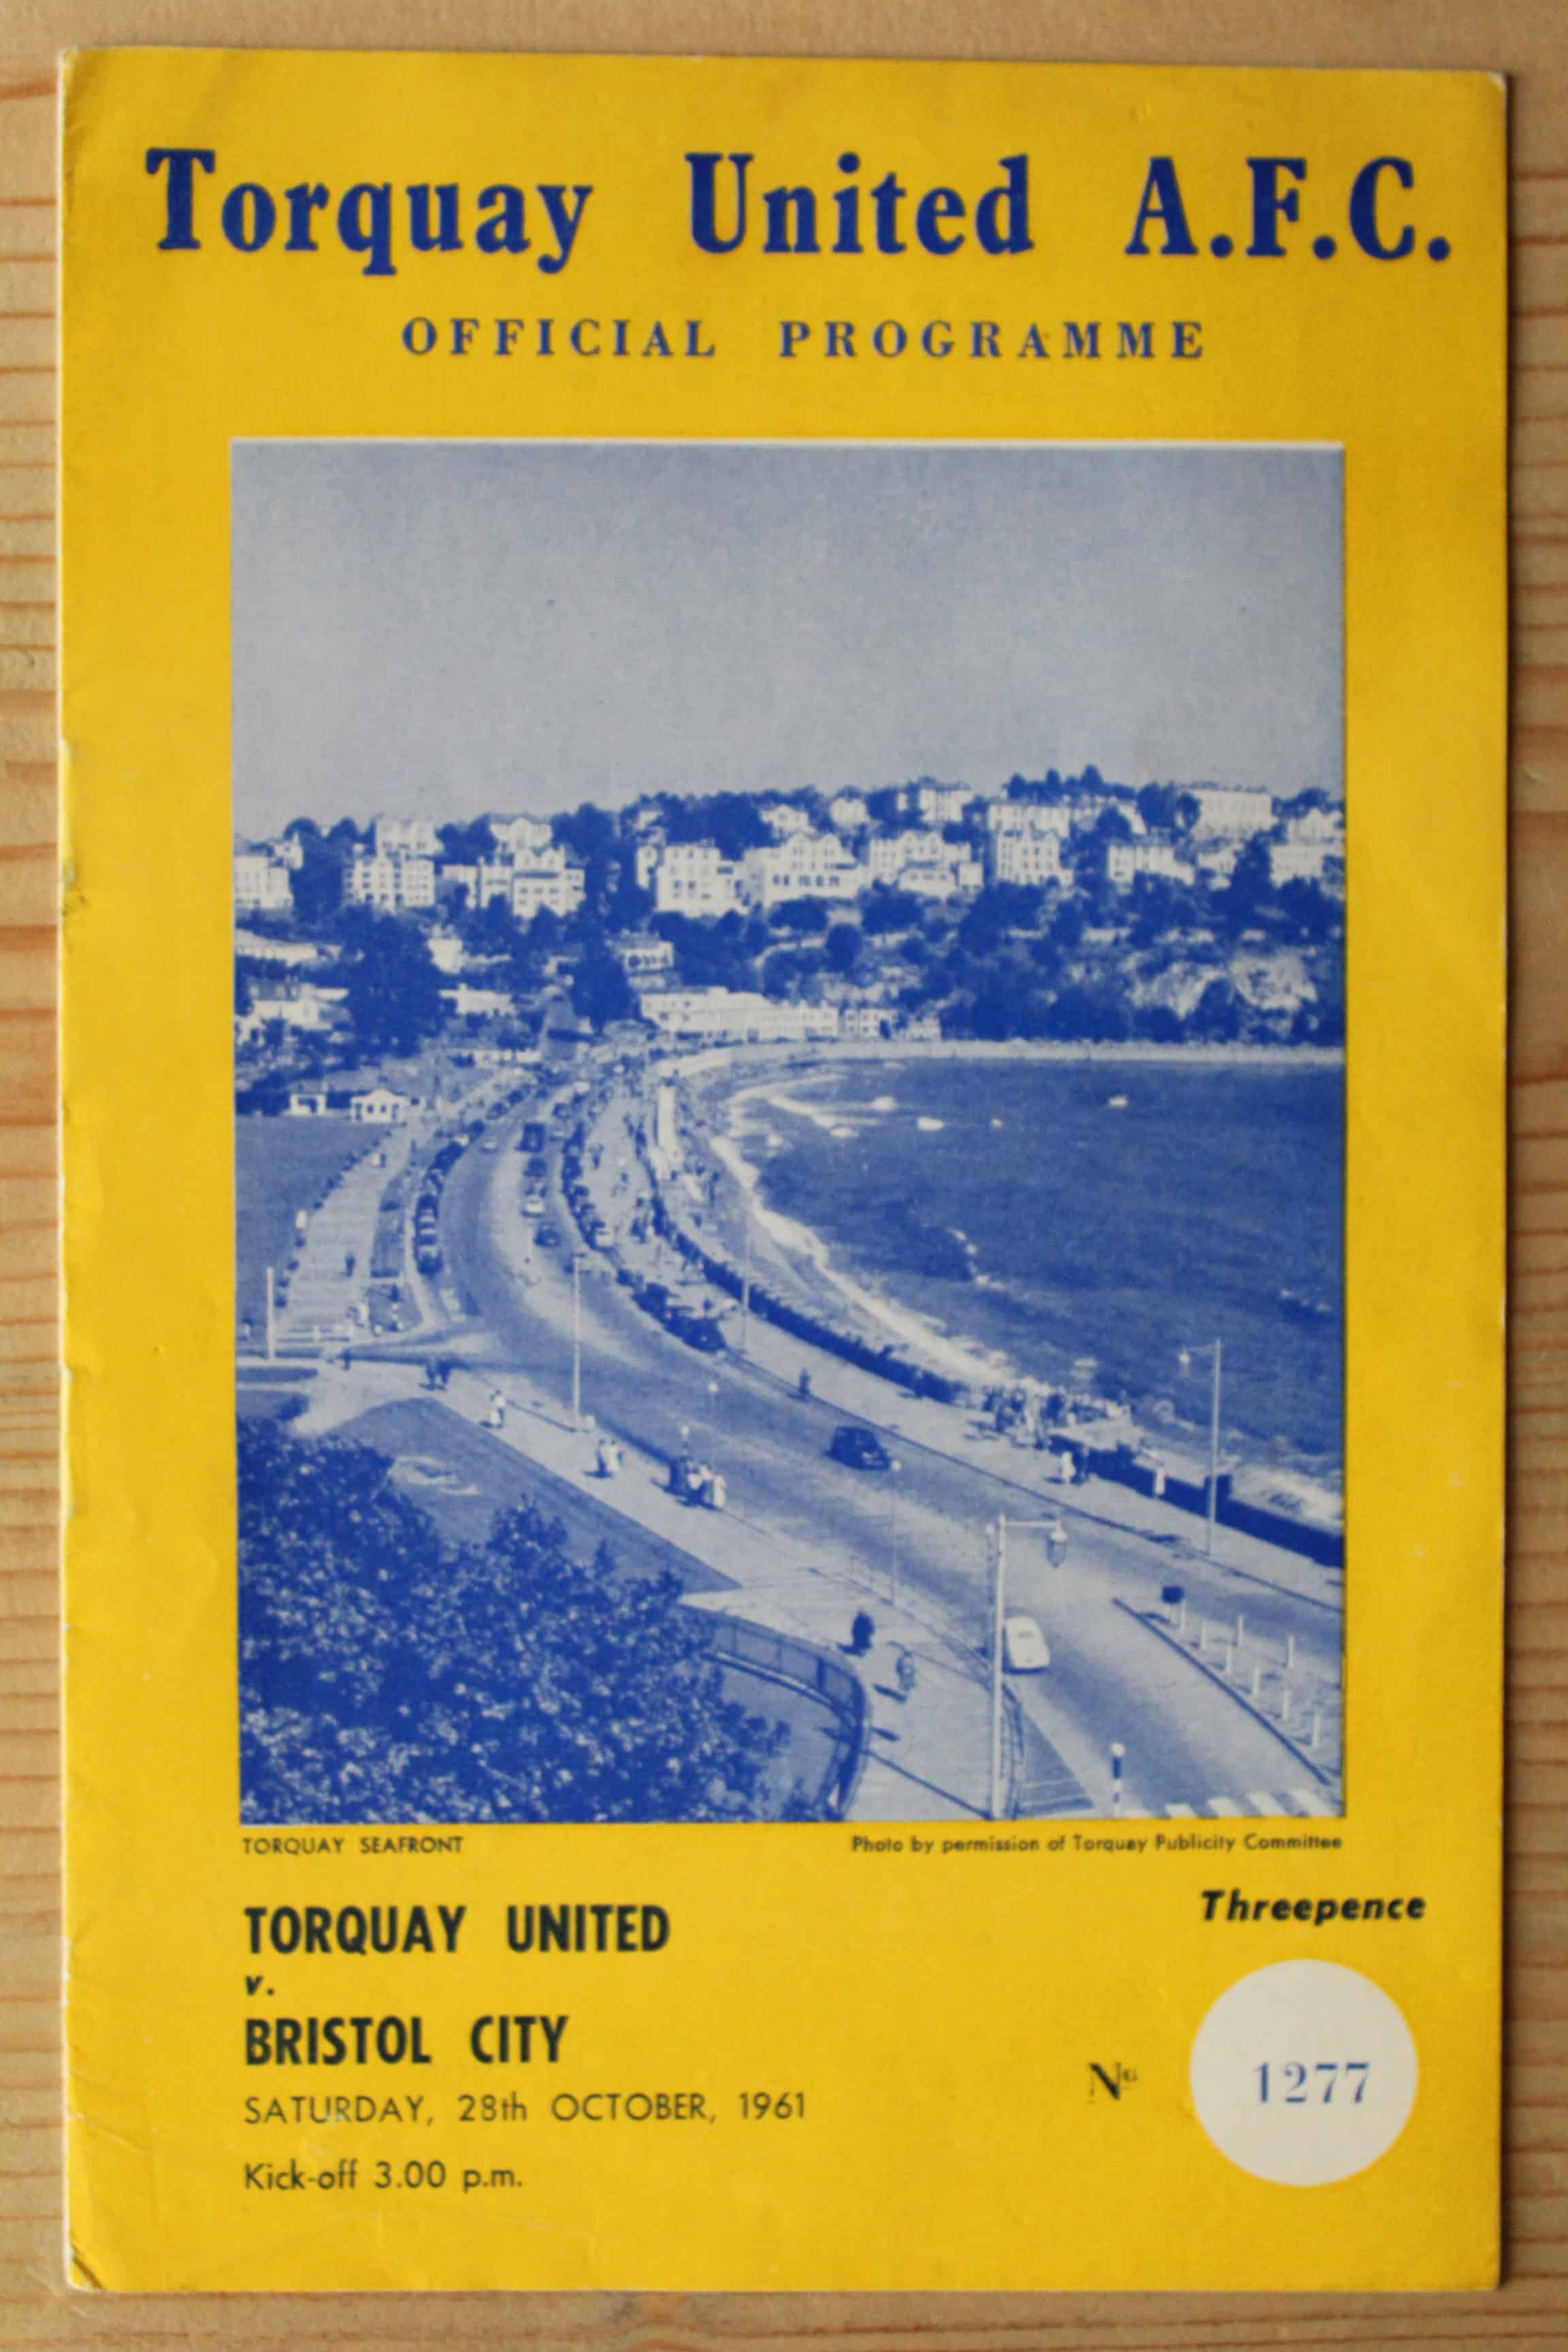 Torquay United A.F.C.
OFFICIAL PROGRAMME
TORQUAY SEAFRONT
Photo by permission of Torquay Publicity Committee
Threepence
TORQUAY UNITED
v.
BRISTOL CITY
SATURDAY, 28th OCTOBER, 1961
Kick-off 3.00 p.m.
No 1277